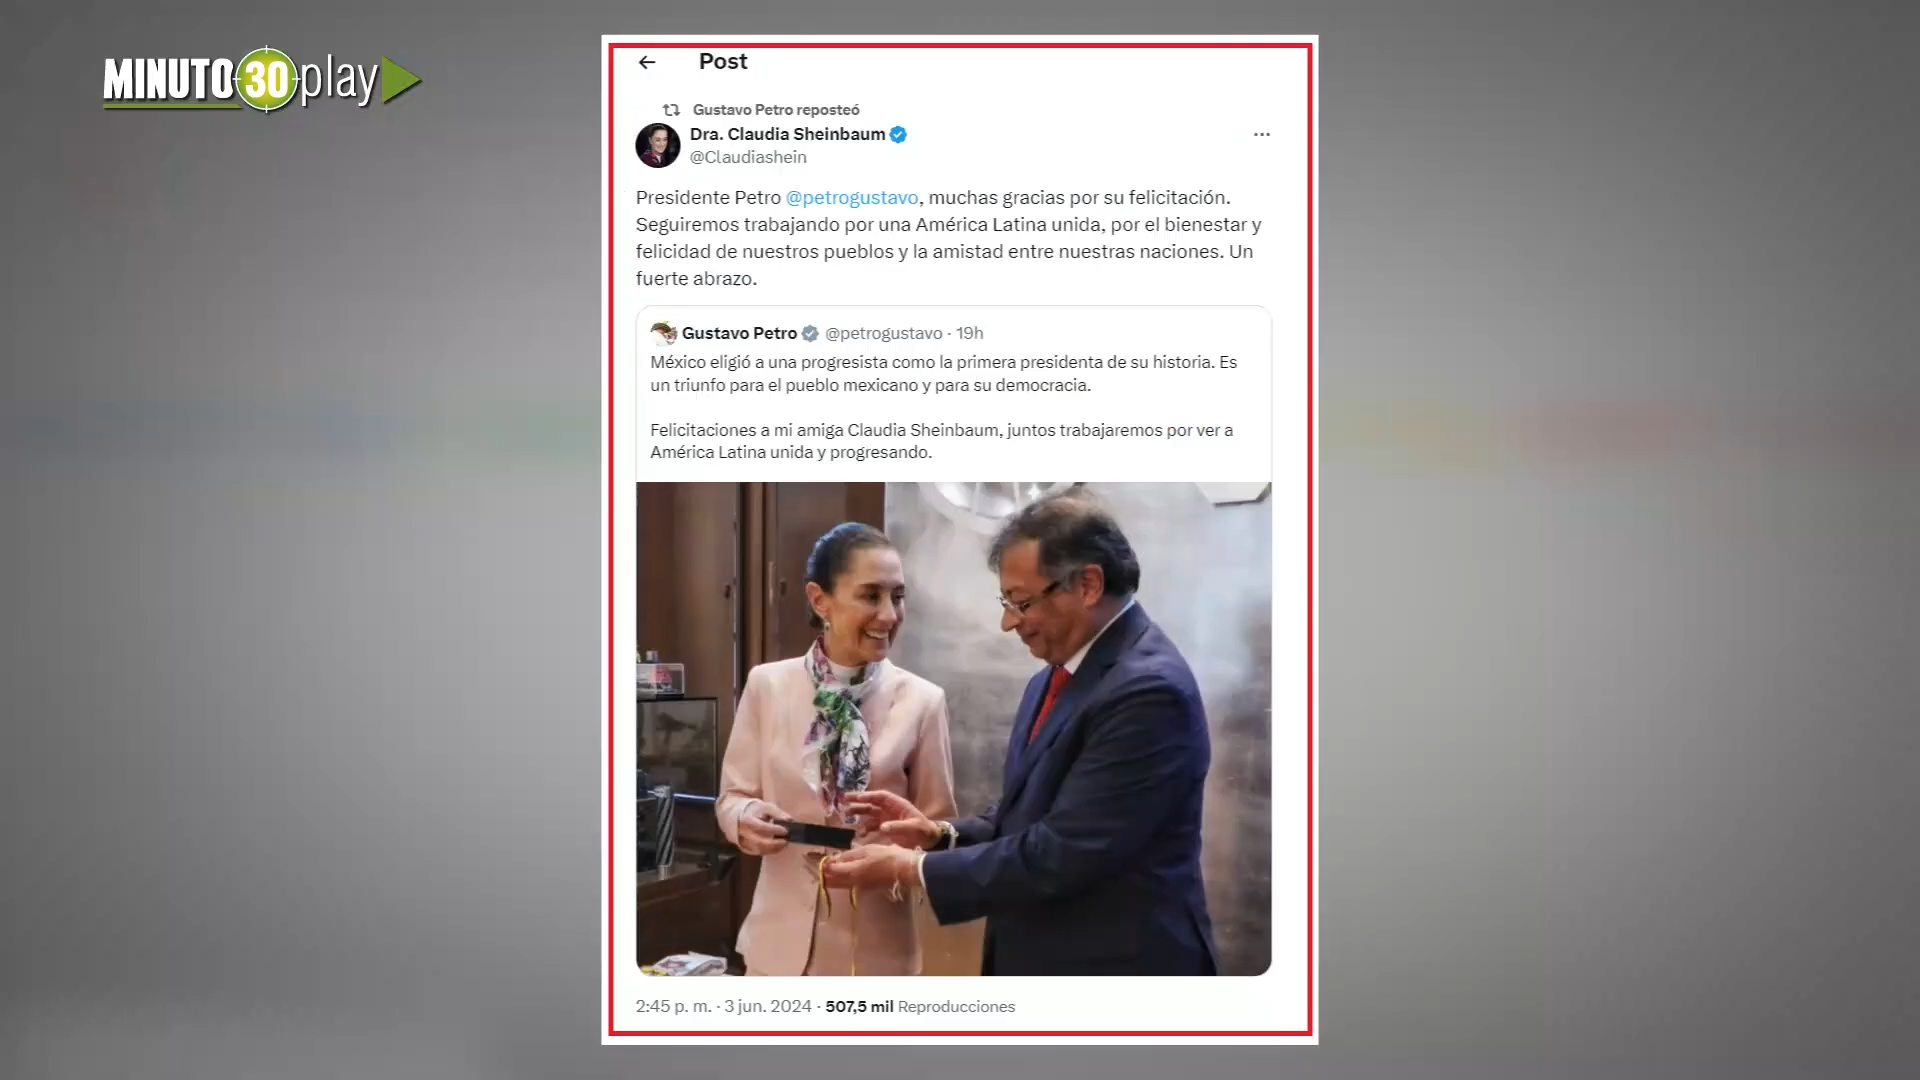 MINUTO30play
Post
Gustavo Petro reposteó
Dra. Claudia Sheinbaum
@Claudiashein
Presidente Petro @petrogustavo, muchas gracias por su felicitación.
Seguiremos trabajando por una América Latina unida, por el bienestar y
felicidad de nuestros pueblos y la amistad entre nuestras naciones. Un
fuerte abrazo.
Gustavo Petro @petrogustavo · 19h
México eligió a una progresista como la primera presidenta de su historia. Es
un triunfo para el pueblo mexicano y para su democracia.
Felicitaciones a mi amiga Claudia Sheinbaum, juntos trabajaremos por ver a
América Latina unida y progresando.
2:45 p. m. · 3 jun. 2024 · 507,5 mil Reproducciones